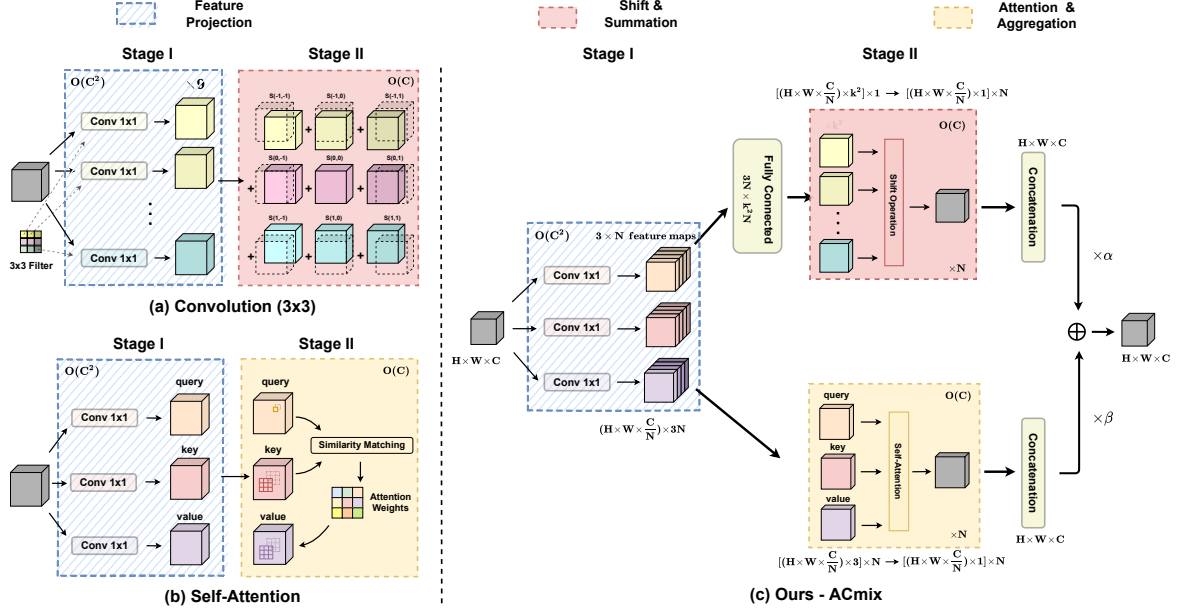 Feature
Projection
Shift &
Summation
Attention &
Aggregation
Stage I
Stage II
O(C²)
×9
Conv 1x1
Conv 1x1
Conv 1x1
3x3 Filter
O(C)
S(-1,-1)
S(-1,0)
S(-1,1)
+
+
+
S(0,-1)
S(0,0)
S(0,1)
+
+
+
S(1,-1)
S(1,0)
S(1,1)
+
+
(a) Convolution (3x3)
Stage I
Stage II
O(C²)
query
Conv 1x1
key
Conv 1x1
value
Conv 1x1
O(C)
query
key
value
Similarity Matching
Attention
Weights
(b) Self-Attention
Stage I
Stage II
H×W×C
O(C²)
3 × N feature maps
Conv 1x1
Conv 1x1
Conv 1x1
(H×W×C/N)×3N
Fully Connected
3N × k²N
[(H×W×C/N)×k²]×1 → [(H×W×C/N)×1]×N
O(C)
×k²
Shift Operation
×N
H×W×C
Concatenation
×α
query
key
value
O(C)
Self-Attention
×N
[(H×W×C/N)×3]×N → [(H×W×C/N)×1]×N
Concatenation
H×W×C
×β
H×W×C
(c) Ours - ACmix